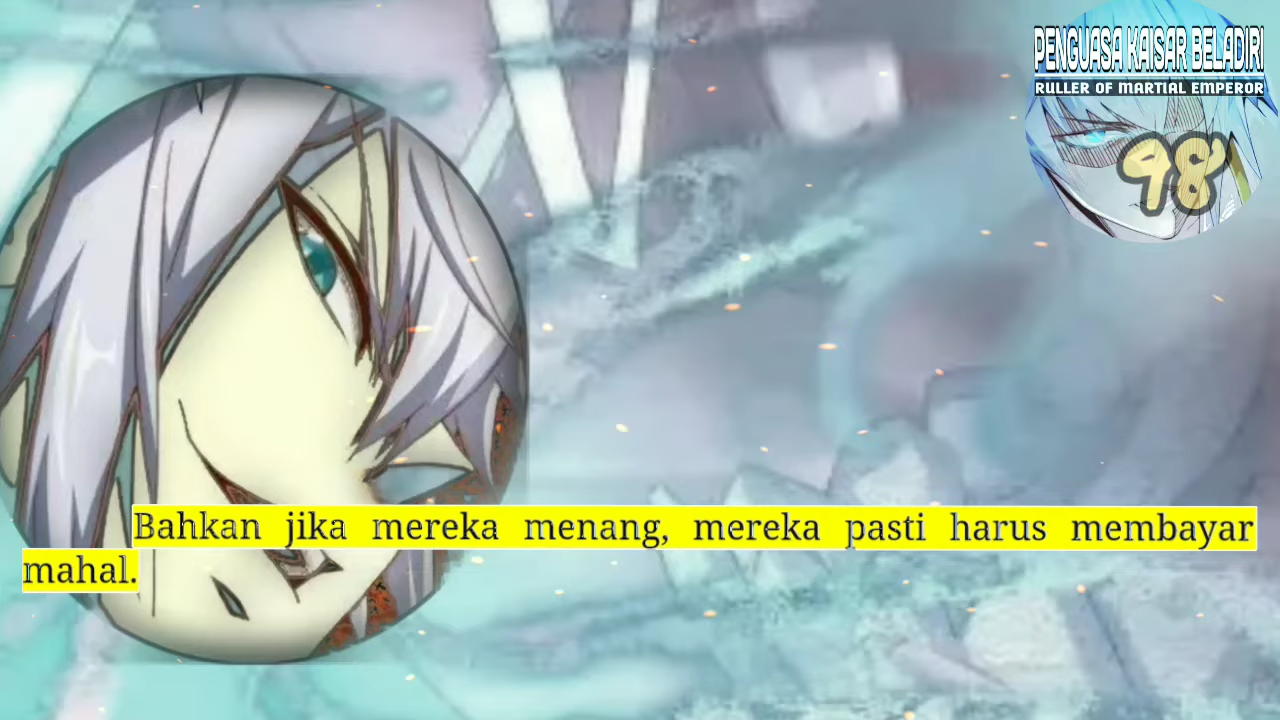 PENGUASA KAISAR BELADIRI
RULLER OF MARTIAL EMPEROR
98
Bahkan jika mereka menang, mereka pasti harus membayar
mahal.